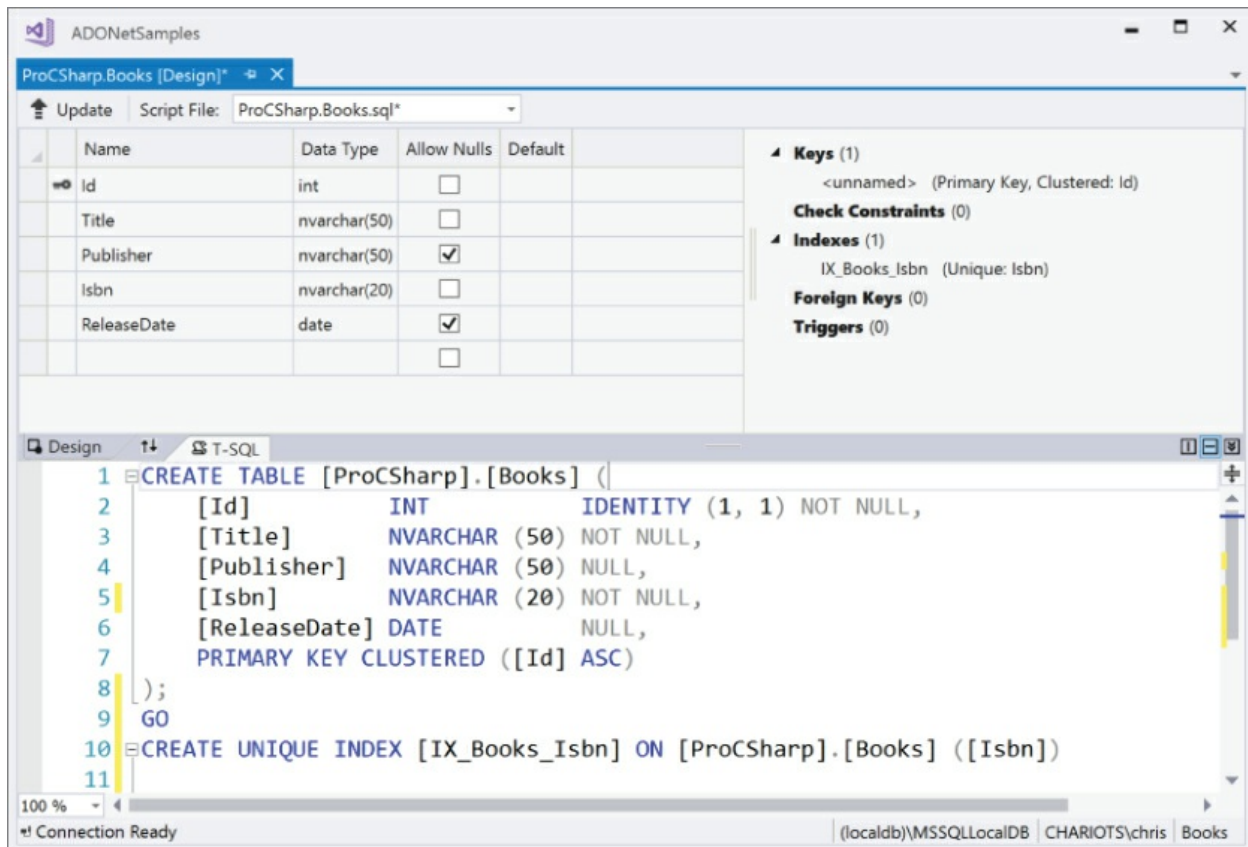 ADONetSamples
ProCSharp.Books [Design]*
Update Script File: ProCSharp.Books.sql*
Name Data Type Allow Nulls Default
Id int
Title nvarchar(50)
Publisher nvarchar(50)
Isbn nvarchar(20)
ReleaseDate date
Keys (1)
<unnamed> (Primary Key, Clustered: Id)
Check Constraints (0)
Indexes (1)
IX_Books_Isbn (Unique: Isbn)
Foreign Keys (0)
Triggers (0)
Design T-SQL
1 CREATE TABLE [ProCSharp].[Books] (
2 [Id] INT IDENTITY (1, 1) NOT NULL,
3 [Title] NVARCHAR (50) NOT NULL,
4 [Publisher] NVARCHAR (50) NULL,
5 [Isbn] NVARCHAR (20) NOT NULL,
6 [ReleaseDate] DATE NULL,
7 PRIMARY KEY CLUSTERED ([Id] ASC)
8 );
9 GO
10 CREATE UNIQUE INDEX [IX_Books_Isbn] ON [ProCSharp].[Books] ([Isbn])
11
100 %
Connection Ready (localdb)\MSSQLLocalDB CHARIOTS\chris Books